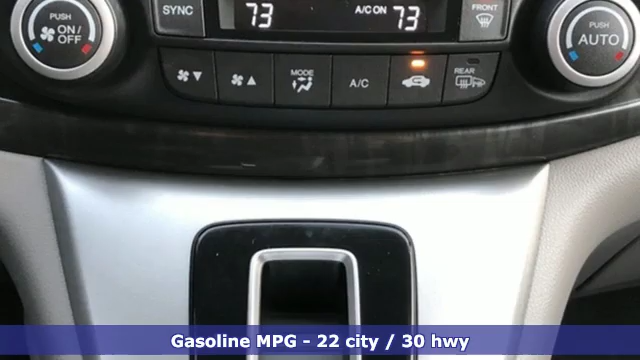 SYNC
73
A/C ON
73
FRONT
PUSH
ON/
OFF
PUSH
AUTO
MODE
A/C
REAR
Gasoline MPG - 22 city / 30 hwy